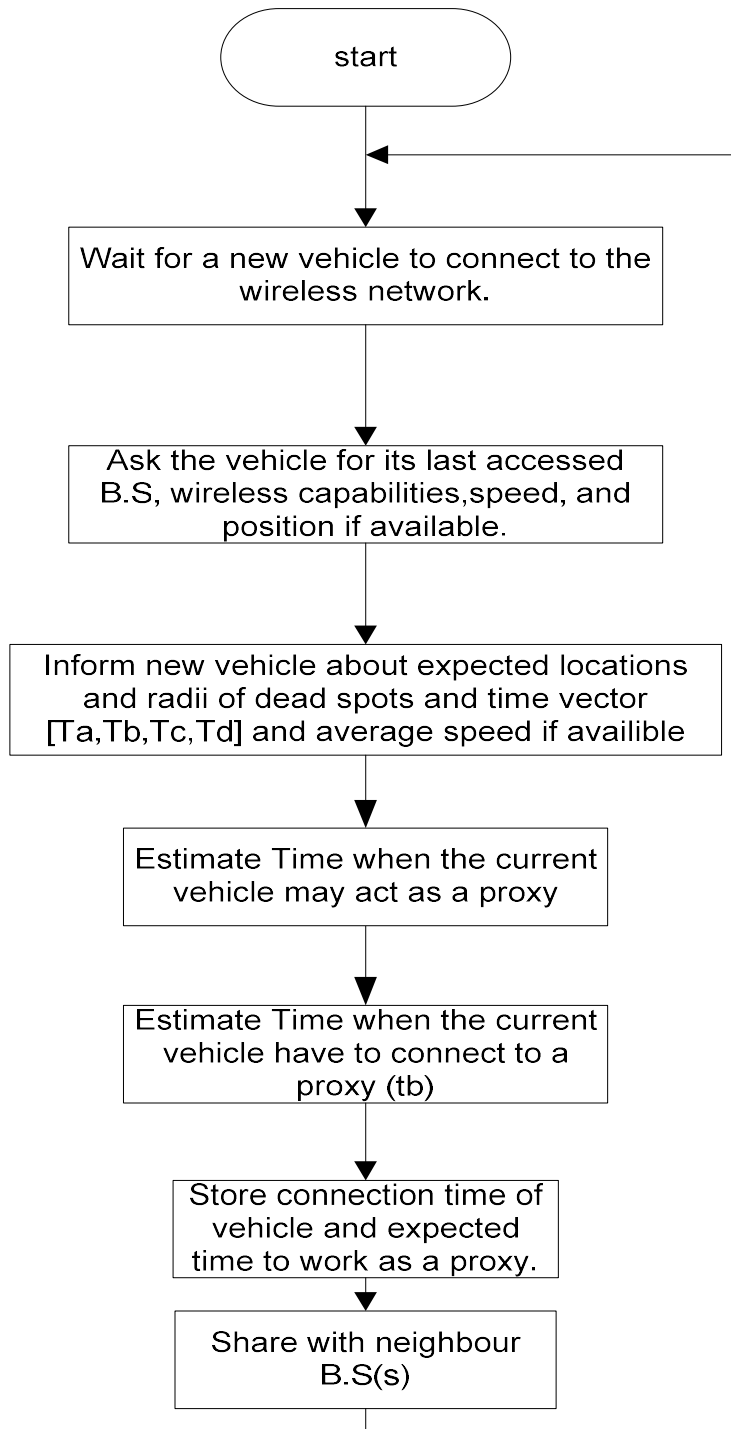 start
Wait for a new vehicle to connect to the
wireless network.
Ask the vehicle for its last accessed
B.S, wireless capabilities,speed, and
position if available.
Inform new vehicle about expected locations
and radii of dead spots and time vector
[Ta,Tb,Tc,Td] and average speed if availible
Estimate Time when the current
vehicle may act as a proxy
Estimate Time when the current
vehicle have to connect to a
proxy (tb)
Store connection time of
vehicle and expected
time to work as a proxy.
Share with neighbour
B.S(s)